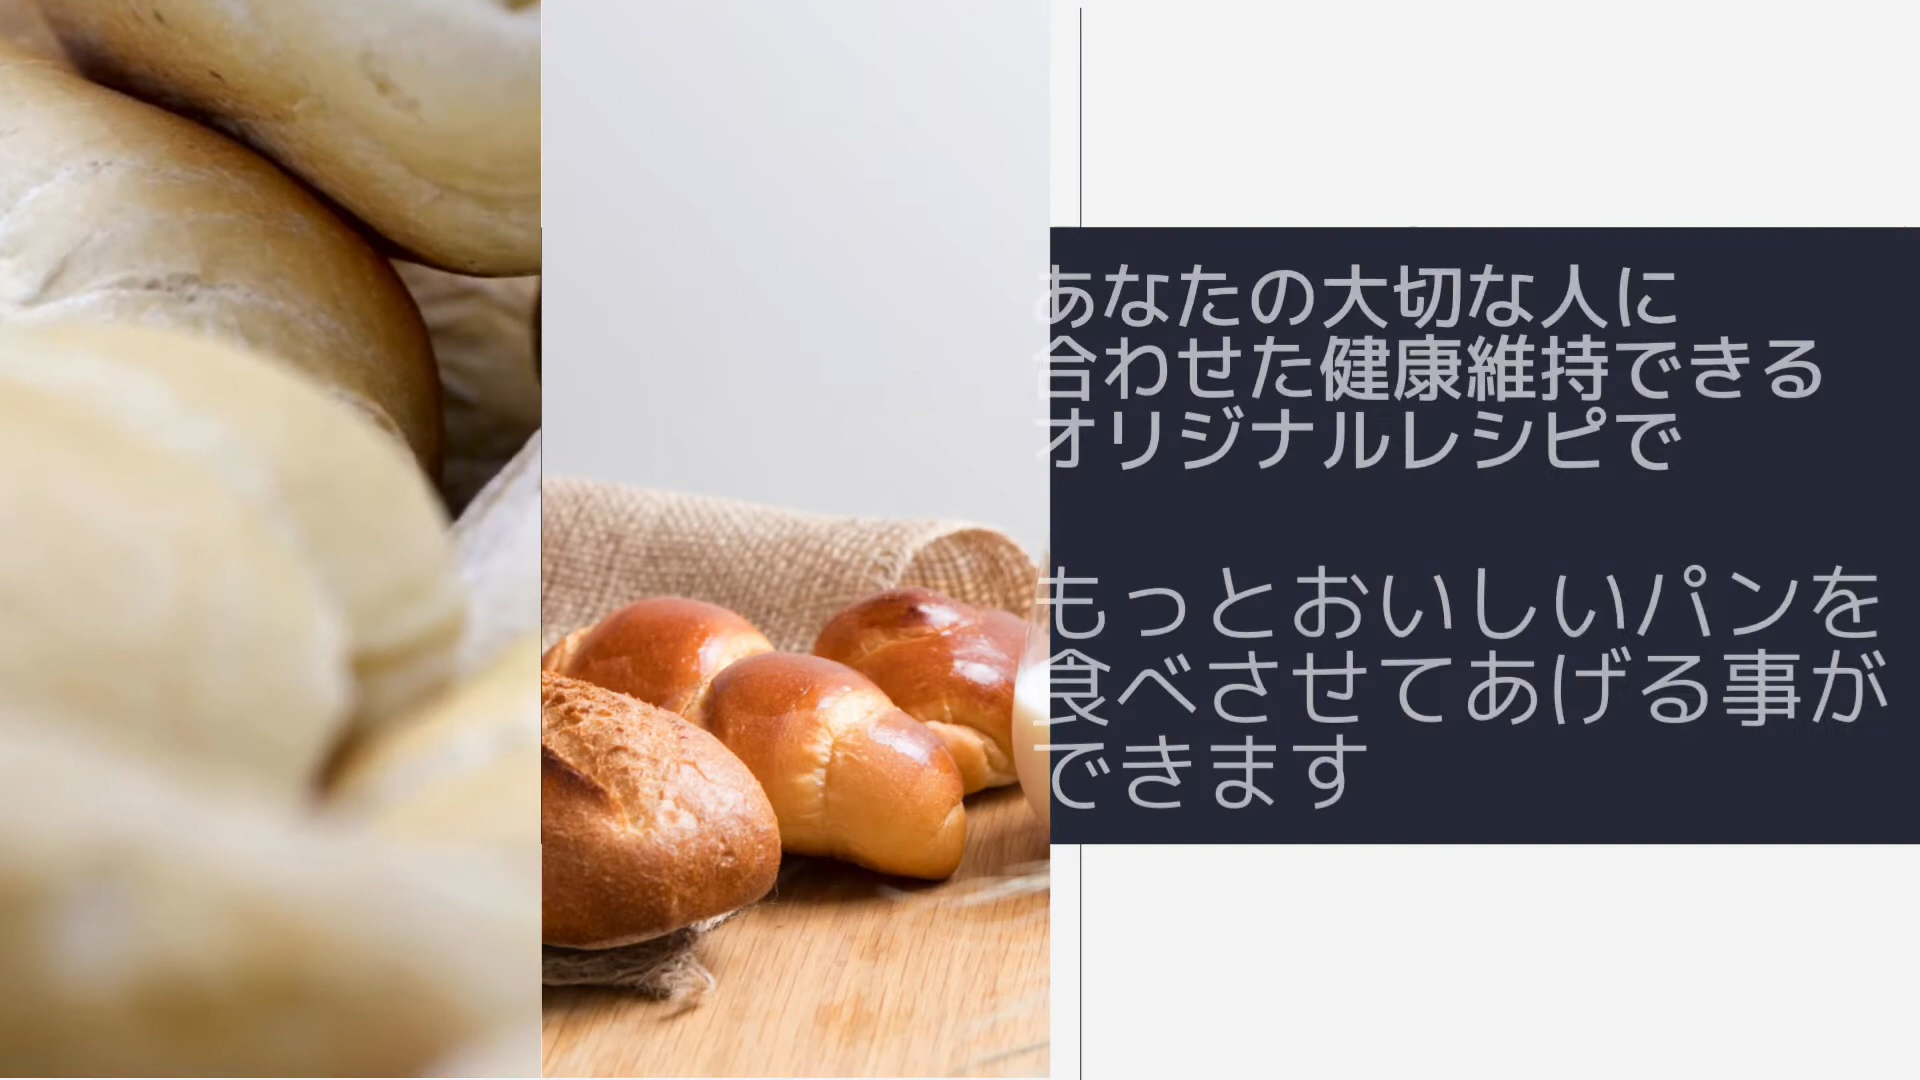 あなたの大切な人に
合わせた健康維持できる
オリジナルレシピで
もっとおいしいパンを
食べさせてあげる事が
できます